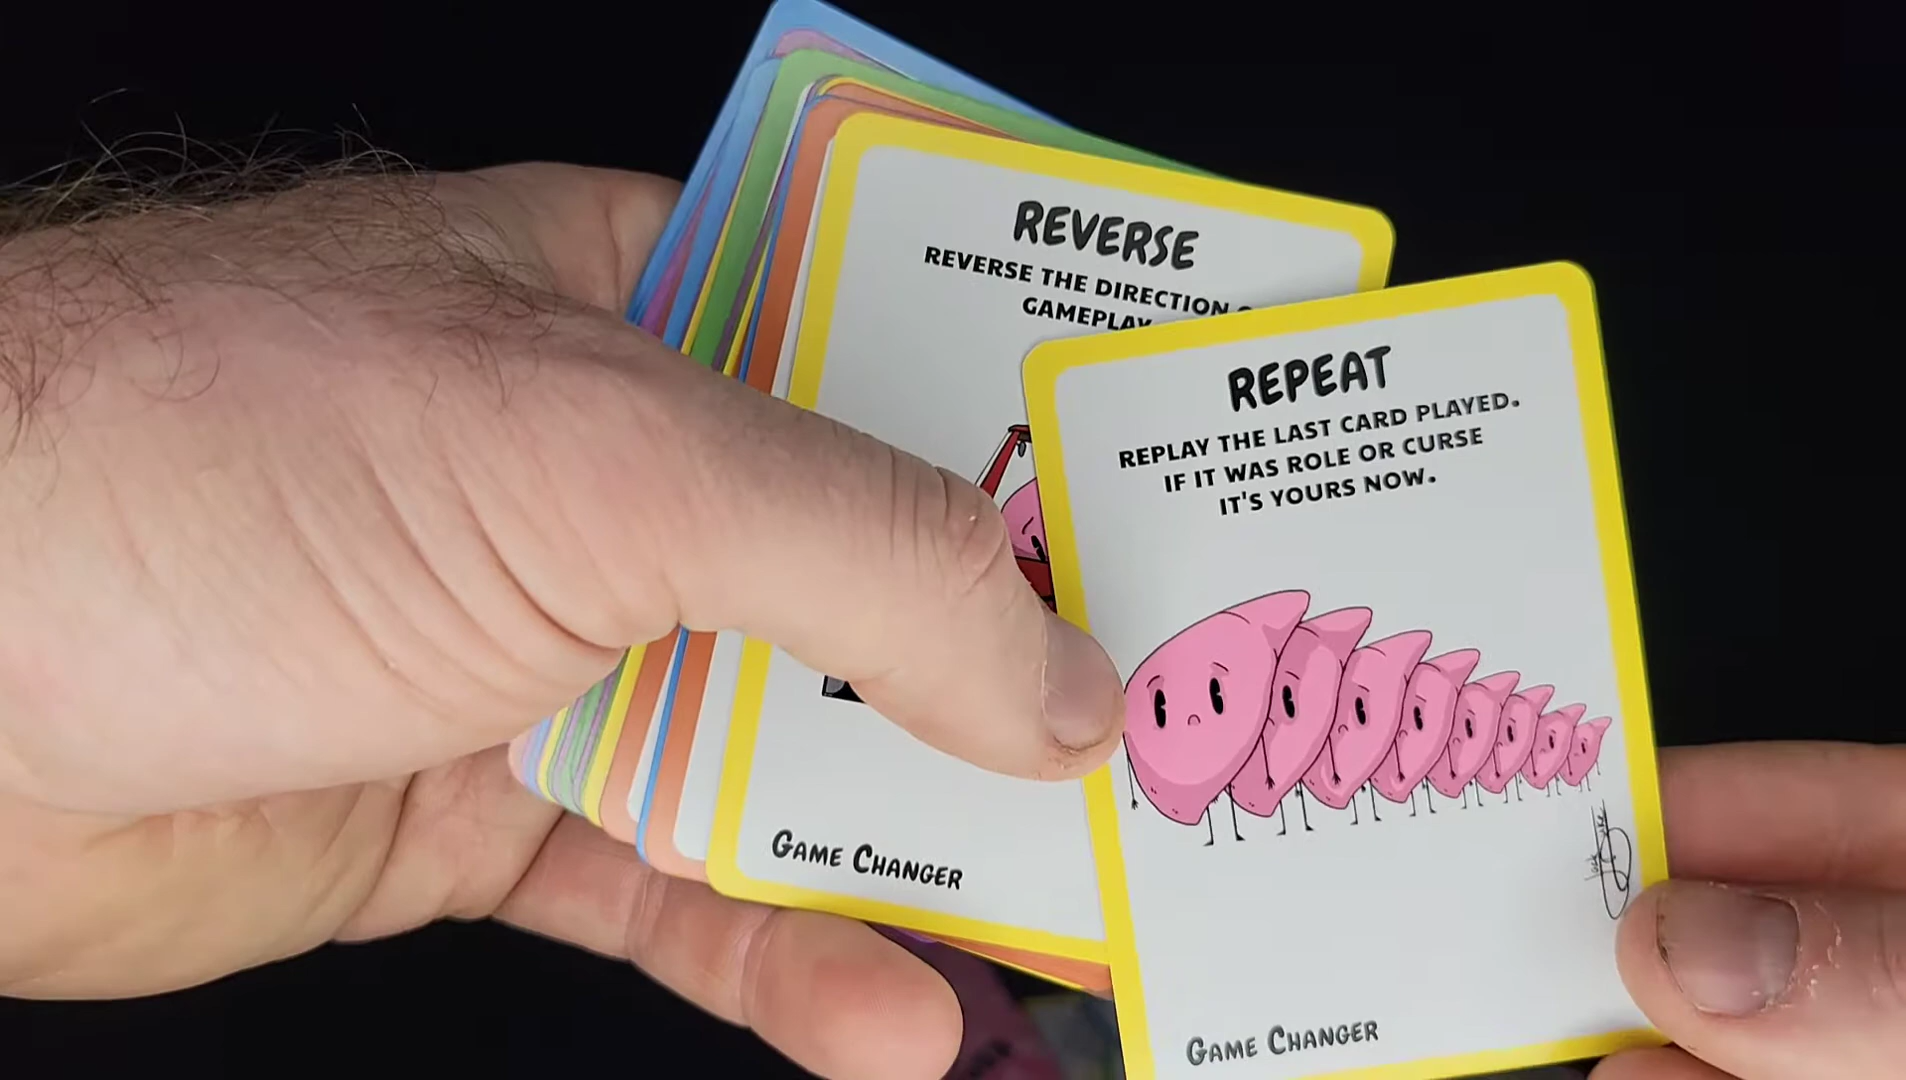 REVERSE
REVERSE THE DIRECTION
GAMEPLAY
GAME CHANGER
REPEAT
REPLAY THE LAST CARD PLAYED.
IF IT WAS ROLE OR CURSE
IT'S YOURS NOW.
GAME CHANGER